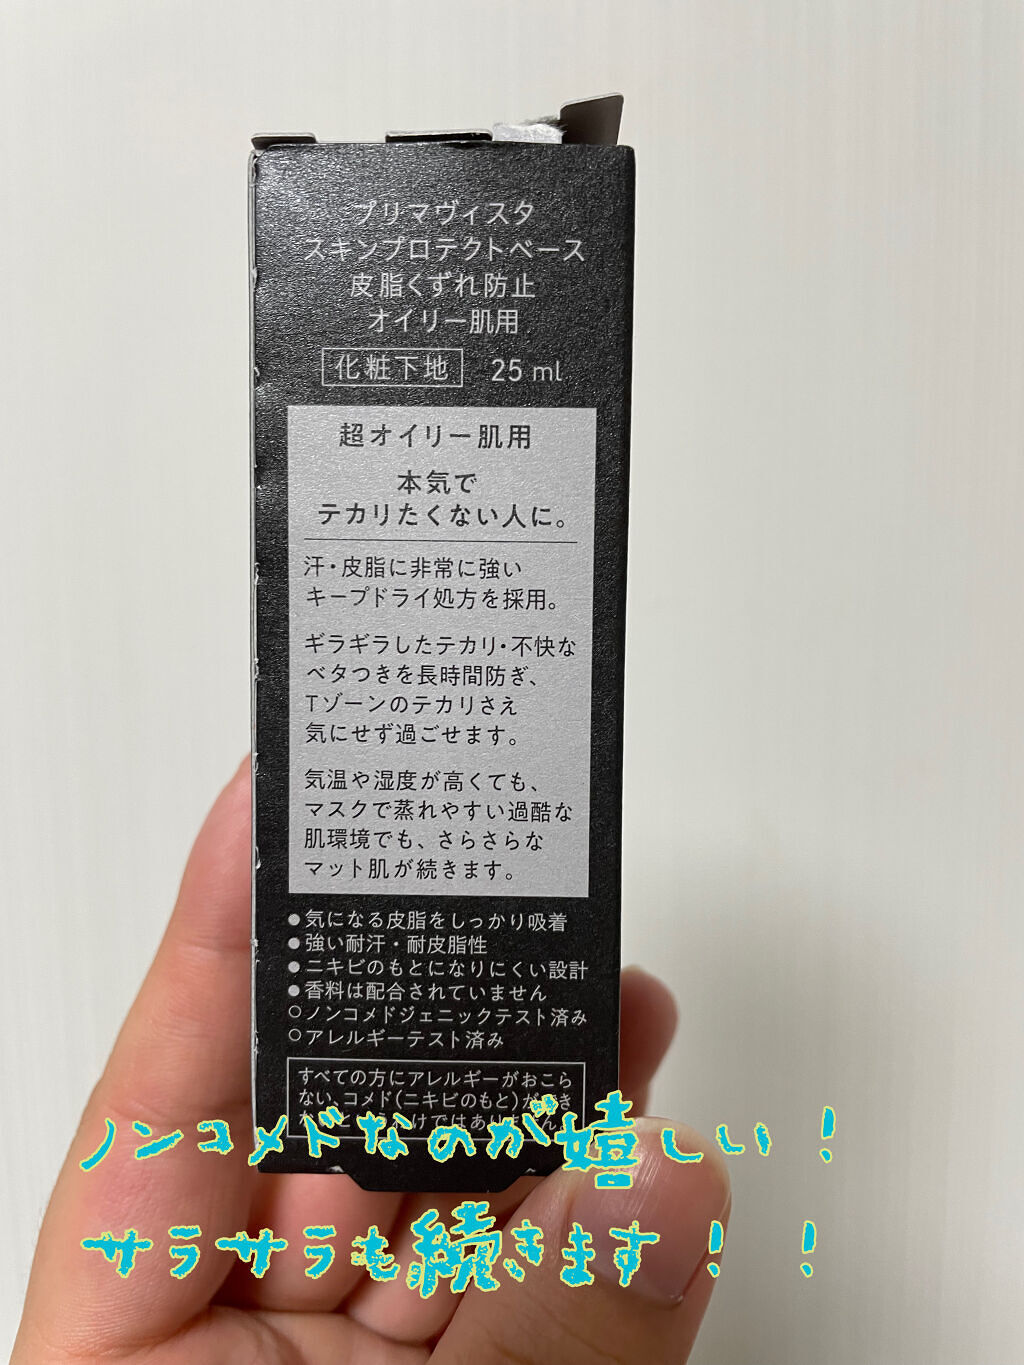 プリマヴィスタ
スキンプロテクトベース
皮脂くずれ防止
オイリー肌用
化粧下地 25 ml
超オイリー肌用
本気で
テカリたくない人に。
汗・皮脂に非常に強い
キープドライ処方を採用。
ギラギラしたテカリ・不快な
ベタつきを長時間防ぎ、
Tゾーンのテカリさえ
気にせず過ごせます。
気温や湿度が高くても、
マスクで蒸れやすい過酷な
肌環境でも、さらさらな
マット肌が続きます。
●気になる皮脂をしっかり吸着
●強い耐汗・耐皮脂性
●ニキビのもとになりにくい設計
●香料は配合されていません
○ノンコメドジェニックテスト済み
○アレルギーテスト済み
すべての方にアレルギーがおこら
ない、コメド(ニキビのもと)が
けではありません
ノンコメドなのが嬉しい！
サラサラも続きます！！